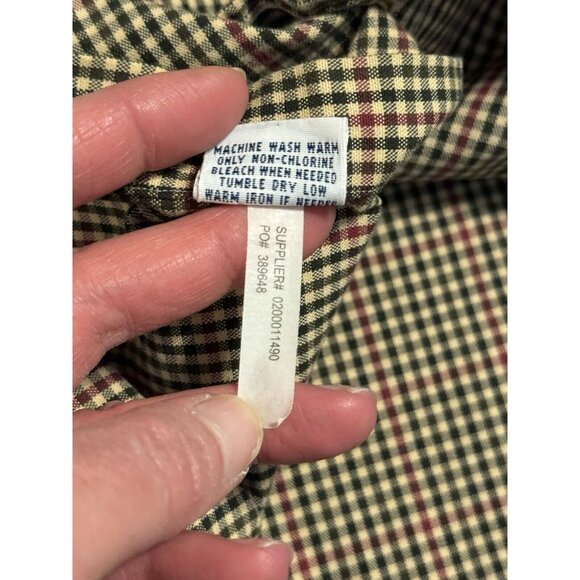 MACHINE WASH WARM
ONLY NON-CHLORINE
BLEACH WHEN NEEDED
TUMBLE DRY LOW
WARM IRON IF NEEDED
SUPPLIER# 0200011490
PO# 389648